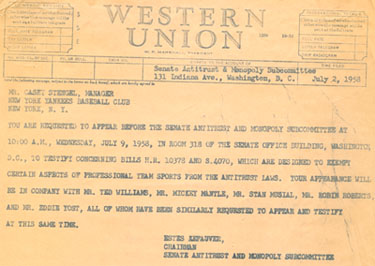 WESTERN
UNION
1206
Senate Antitrust & Monopoly Subcommittee
131 Indiana Ave., Washington, D. C.
July 2, 1958
MR. CASEY STENGEL, MANAGER
NEW YORK YANKEES BASEBALL CLUB
NEW YORK, N. Y.
YOU ARE REQUESTED TO APPEAR BEFORE THE SENATE ANTITRUST AND MONOPOLY SUBCOMMITTEE AT
10:00 A.M., WEDNESDAY, JULY 9, 1958, IN ROOM 318 OF THE SENATE OFFICE BUILDING, WASHINGTON,
D.C., TO TESTIFY CONCERNING BILLS H.R. 10378 AND S.4070, WHICH ARE DESIGNED TO EXEMPT
CERTAIN ASPECTS OF PROFESSIONAL TEAM SPORTS FROM THE ANTITRUST LAWS. YOUR APPEARANCE WILL
BE IN COMPANY WITH MR. TED WILLIAMS, MR. MICKEY MANTLE, MR. STAN MUSIAL, MR. ROBIN ROBERTS,
AND MR. EDDIE YOST, ALL OF WHOM HAVE BEEN SIMILARLY REQUESTED TO APPEAR AND TESTIFY
AT THIS SAME TIME.
ESTES KEFAUVER,
CHAIRMAN
SENATE ANTITRUST AND MONOPOLY SUBCOMMITTEE